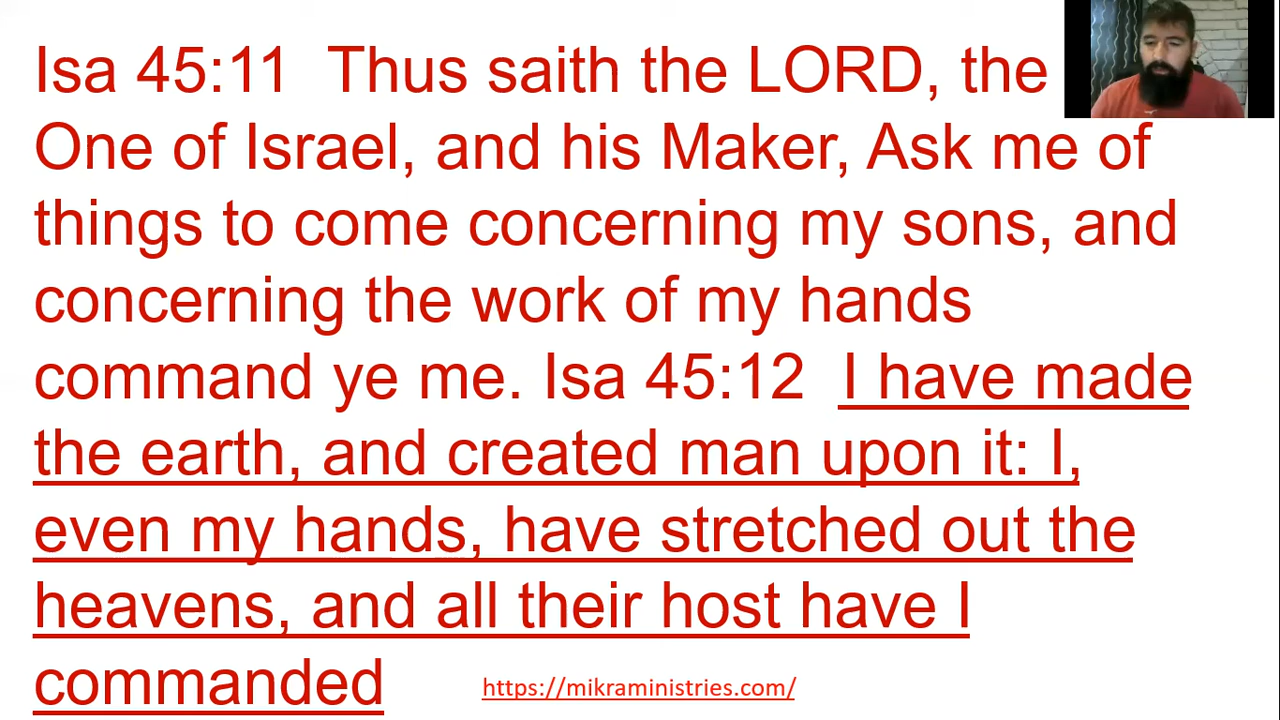 Isa 45:11 Thus saith the LORD, the
One of Israel, and his Maker, Ask me of
things to come concerning my sons, and
concerning the work of my hands
command ye me. Isa 45:12 I have made
the earth, and created man upon it: I,
even my hands, have stretched out the
heavens, and all their host have I
commanded
https://mikraministries.com/